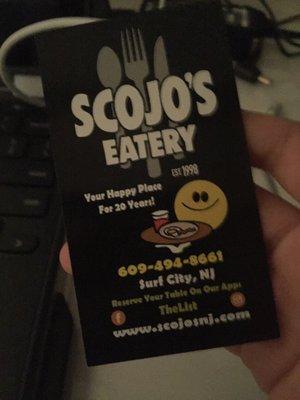 SCOJO'S
EATERY
EST. 1998
Your Happy Place
For 20 Years!
609-494-8661
Surf City, NJ
Reserve Your Table On Our Apps
TheList
www.scojosnj.com